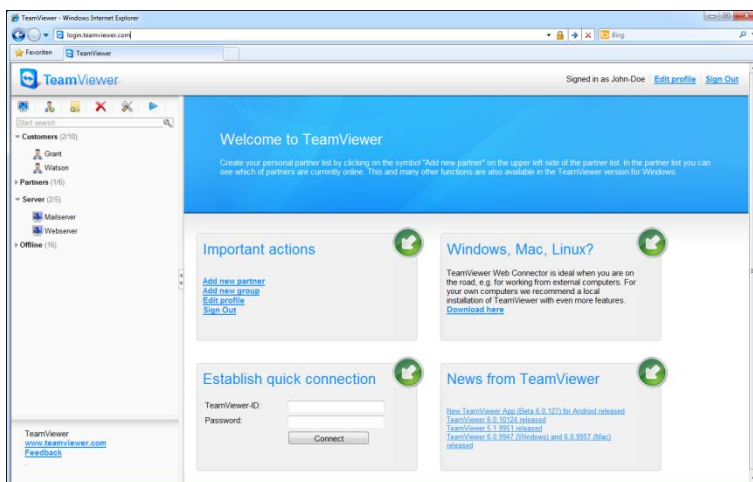 TeamViewer - Windows Internet Explorer
login.teamviewer.com
Bing
Favoriten
TeamViewer
TeamViewer
Signed in as John-Doe Edit profile Sign Out
Start search
Customers (2/10)
Grant
Watson
Partners (1/6)
Server (2/5)
Mailserver
Webserver
Offline (16)
Welcome to TeamViewer
Create your personal partner list by clicking on the symbol "Add new partner" on the upper left side of the partner list. In the partner list you can
see which of partners are currently online. This and many other functions are also available in the TeamViewer version for Windows.
Important actions
Add new partner
Add new group
Edit profile
Sign Out
Windows, Mac, Linux?
TeamViewer Web Connector is ideal when you are on
the road, e.g. for working from external computers. For
your own computers we recommend a local
installation of TeamViewer with even more features.
Download here
Establish quick connection
TeamViewer-ID:
Password:
Connect
News from TeamViewer
New TeamViewer App (Beta 6.0.127) for Android released
TeamViewer 6.0.10124 released
TeamViewer 5.1.9951 released
TeamViewer 6.0.9947 (Windows) and 6.0.9957 (Mac)
released
TeamViewer
www.teamviewer.com
Feedback